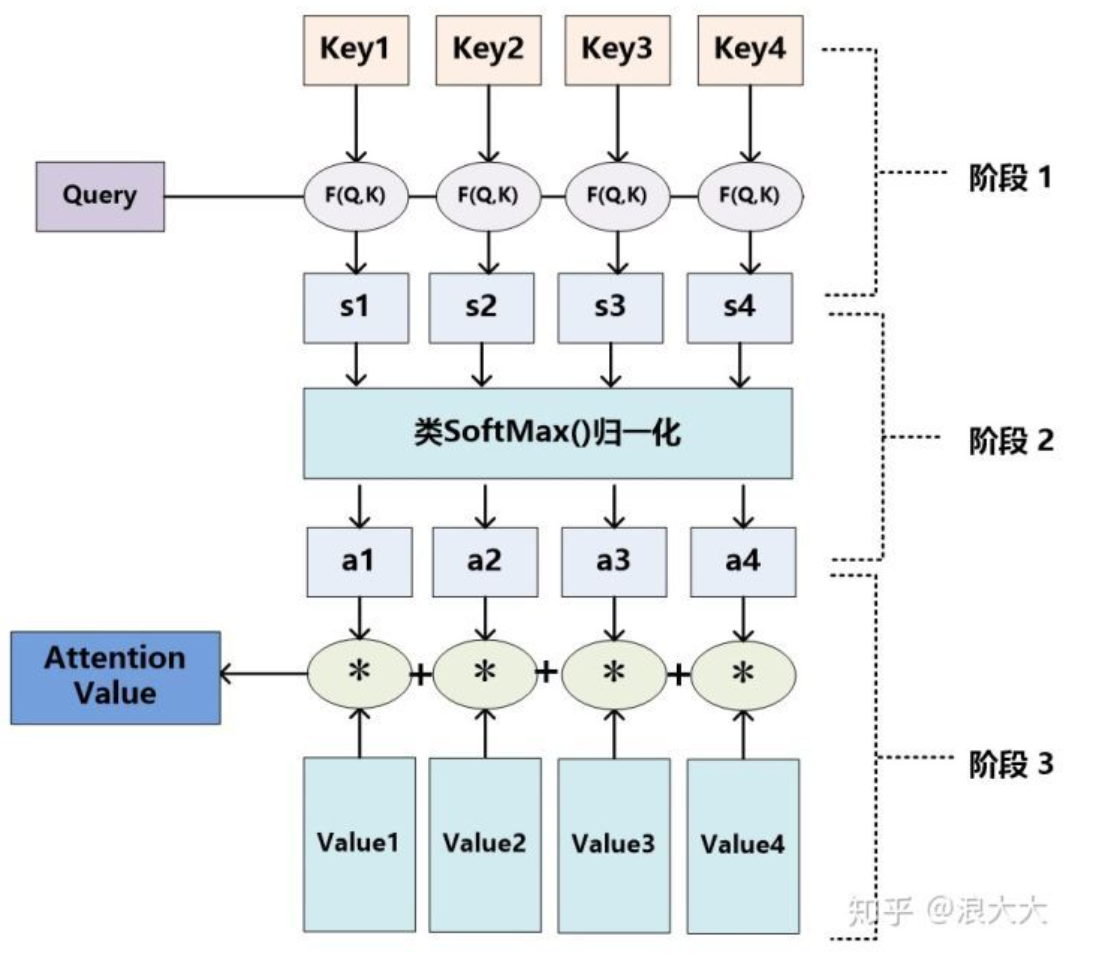 Key1 Key2 Key3 Key4
Query F(Q,K) F(Q,K) F(Q,K) F(Q,K) 阶段 1
s1 s2 s3 s4
类SoftMax()归一化 阶段 2
a1 a2 a3 a4
Attention
Value
* + * + * + *
阶段 3
Value1 Value2 Value3 Value4
知乎 @浪大大